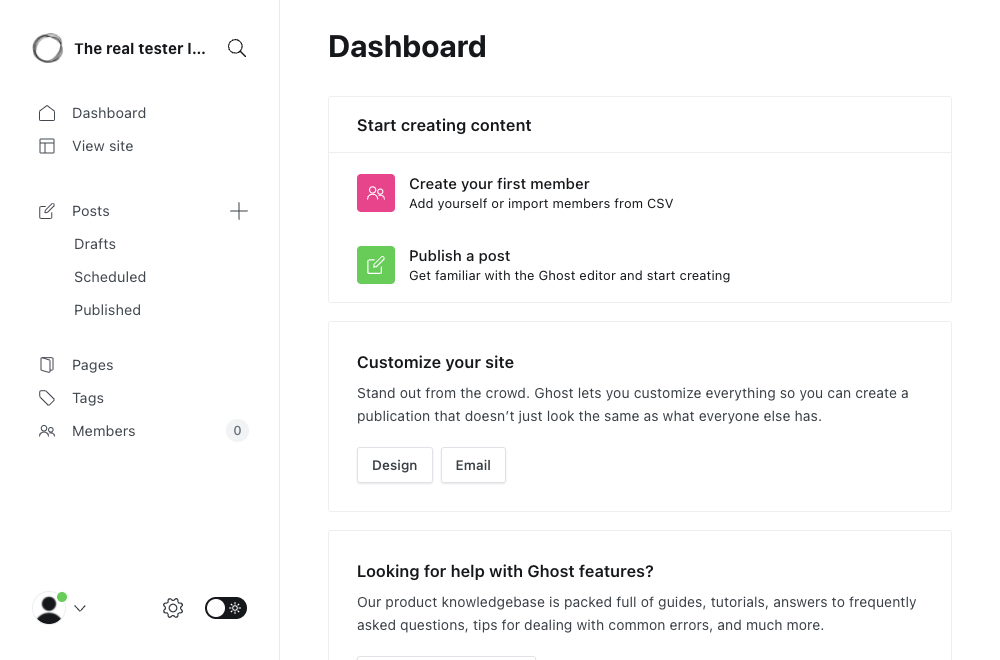 The real tester l...
Dashboard
View site
Posts
Drafts
Scheduled
Published
Pages
Tags
Members
0
Dashboard
Start creating content
Create your first member
Add yourself or import members from CSV
Publish a post
Get familiar with the Ghost editor and start creating
Customize your site
Stand out from the crowd. Ghost lets you customize everything so you can create a
publication that doesn’t just look the same as what everyone else has.
Design
Email
Looking for help with Ghost features?
Our product knowledgebase is packed full of guides, tutorials, answers to frequently
asked questions, tips for dealing with common errors, and much more.